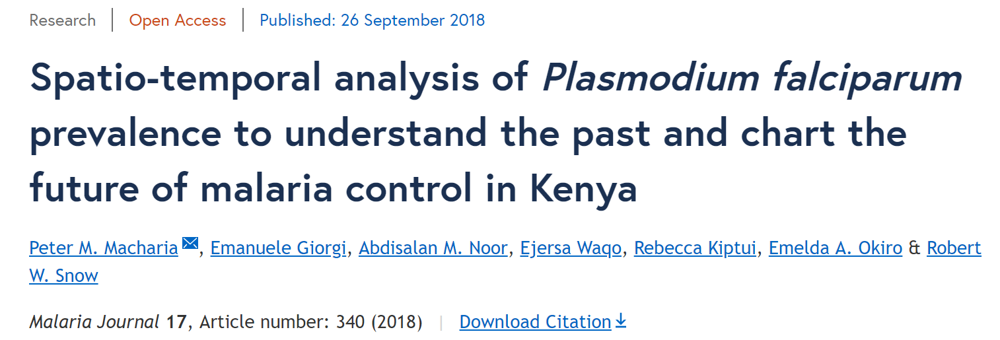 Research | Open Access | Published: 26 September 2018
Spatio-temporal analysis of Plasmodium falciparum
prevalence to understand the past and chart the
future of malaria control in Kenya
Peter M. Macharia, Emanuele Giorgi, Abdisalan M. Noor, Ejersa Waqo, Rebecca Kiptui, Emelda A. Okiro & Robert
W. Snow
Malaria Journal 17, Article number: 340 (2018) | Download Citation